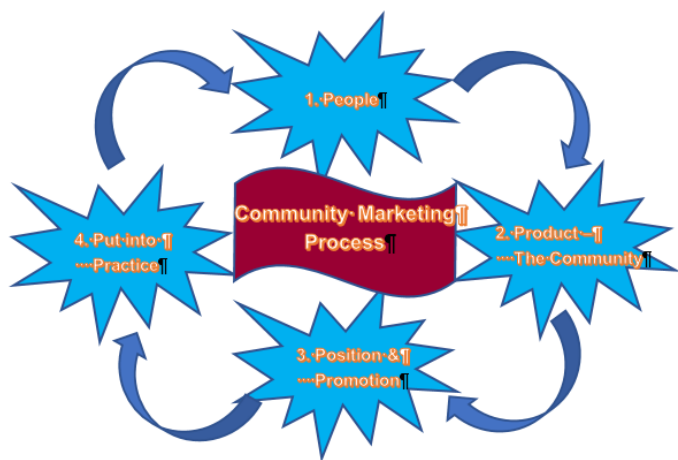 1. People¶
Community Marketing¶
Process¶
2. Product –¶
····The Community¶
3. Position &¶
····Promotion¶
4. Put into ¶
····Practice¶